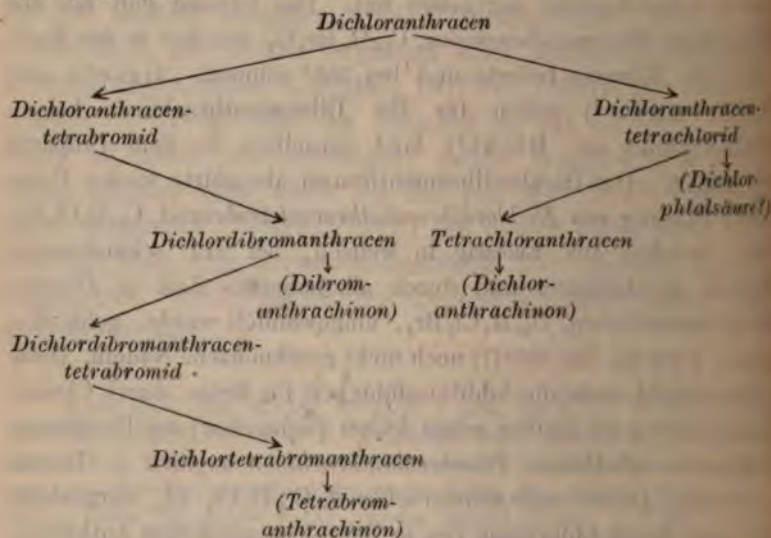 Dichloranthracen
Dichloranthracen-
tetrabromid
Dichloranthracen-
tetrachlorid
(Dichlor-
phtalsäure?)
Dichlordibromanthracen
Tetrachloranthracen
(Dibrom-
anthrachinon)
(Dichlor-
anthrachinon)
Dichlordibromanthracen-
tetrabromid
Dichlortetrabromanthracen
(Tetrabrom-
anthrachinon)